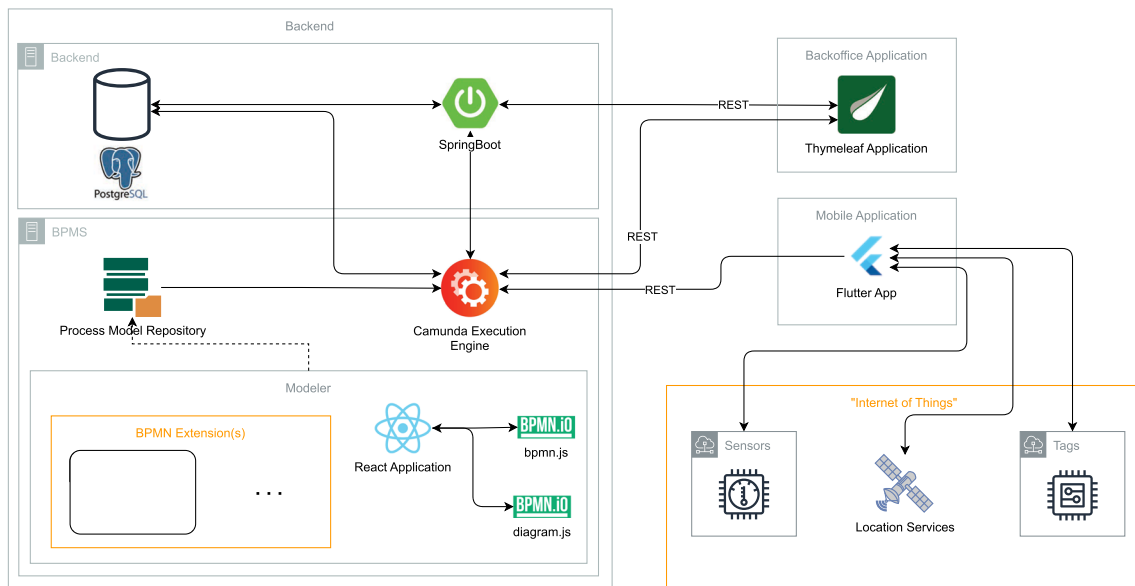 Backend
Backend
PostgreSQL
SpringBoot
REST
Backoffice Application
Thymeleaf Application
BPMS
Process Model Repository
Camunda Execution
Engine
REST
REST
Mobile Application
Flutter App
Modeler
BPMN Extension(s)
...
React Application
BPMN.iO
bpmn.js
BPMN.iO
diagram.js
"Internet of Things"
Sensors
Location Services
Tags